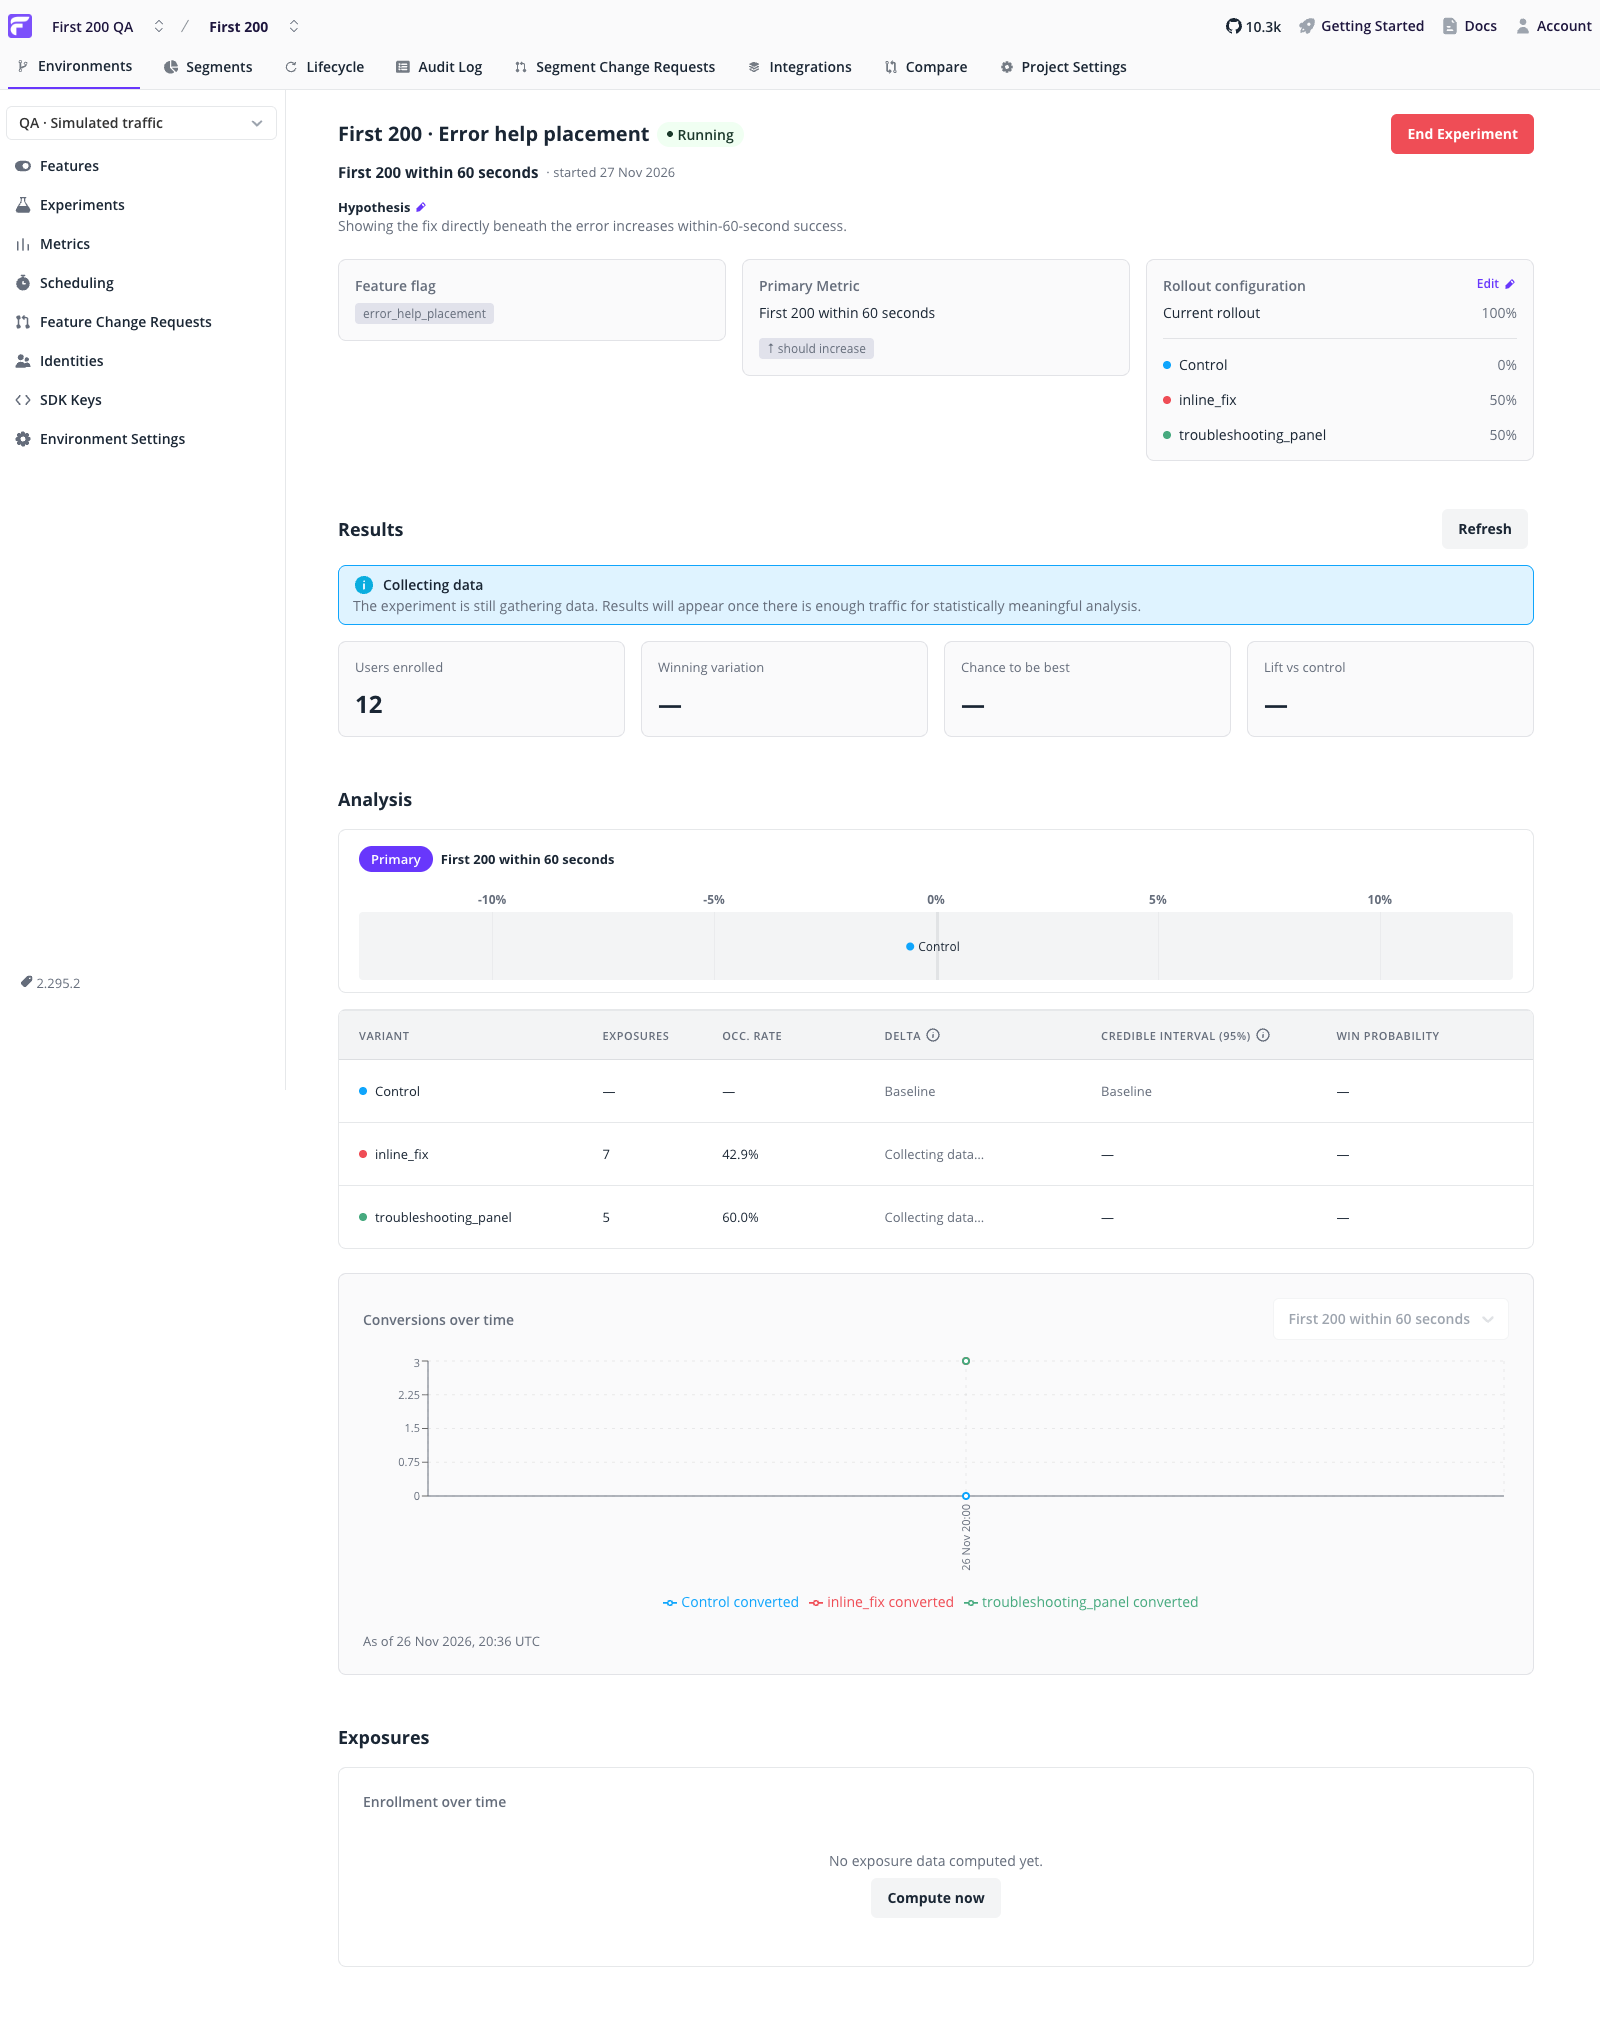 First 200 QA / First 200
10.3k Getting Started Docs Account
Environments Segments Lifecycle Audit Log Segment Change Requests Integrations Compare Project Settings
QA · Simulated traffic
Features
Experiments
Metrics
Scheduling
Feature Change Requests
Identities
SDK Keys
Environment Settings
2.295.2
First 200 · Error help placement Running
End Experiment
First 200 within 60 seconds · started 27 Nov 2026
Hypothesis
Showing the fix directly beneath the error increases within-60-second success.
Feature flag
error_help_placement
Primary Metric
First 200 within 60 seconds
↑ should increase
Rollout configuration Edit
Current rollout 100%
Control 0%
inline_fix 50%
troubleshooting_panel 50%
Results
Refresh
Collecting data
The experiment is still gathering data. Results will appear once there is enough traffic for statistically meaningful analysis.
Users enrolled
12
Winning variation
—
Chance to be best
—
Lift vs control
—
Analysis
Primary First 200 within 60 seconds
-10% -5% 0% 5% 10%
Control
VARIANT EXPOSURES OCC. RATE DELTA CREDIBLE INTERVAL (95%) WIN PROBABILITY
Control — — Baseline Baseline —
inline_fix 7 42.9% Collecting data... — —
troubleshooting_panel 5 60.0% Collecting data... — —
Conversions over time
First 200 within 60 seconds
3
2.25
1.5
0.75
0
26 Nov 20:00
Control converted inline_fix converted troubleshooting_panel converted
As of 26 Nov 2026, 20:36 UTC
Exposures
Enrollment over time
No exposure data computed yet.
Compute now